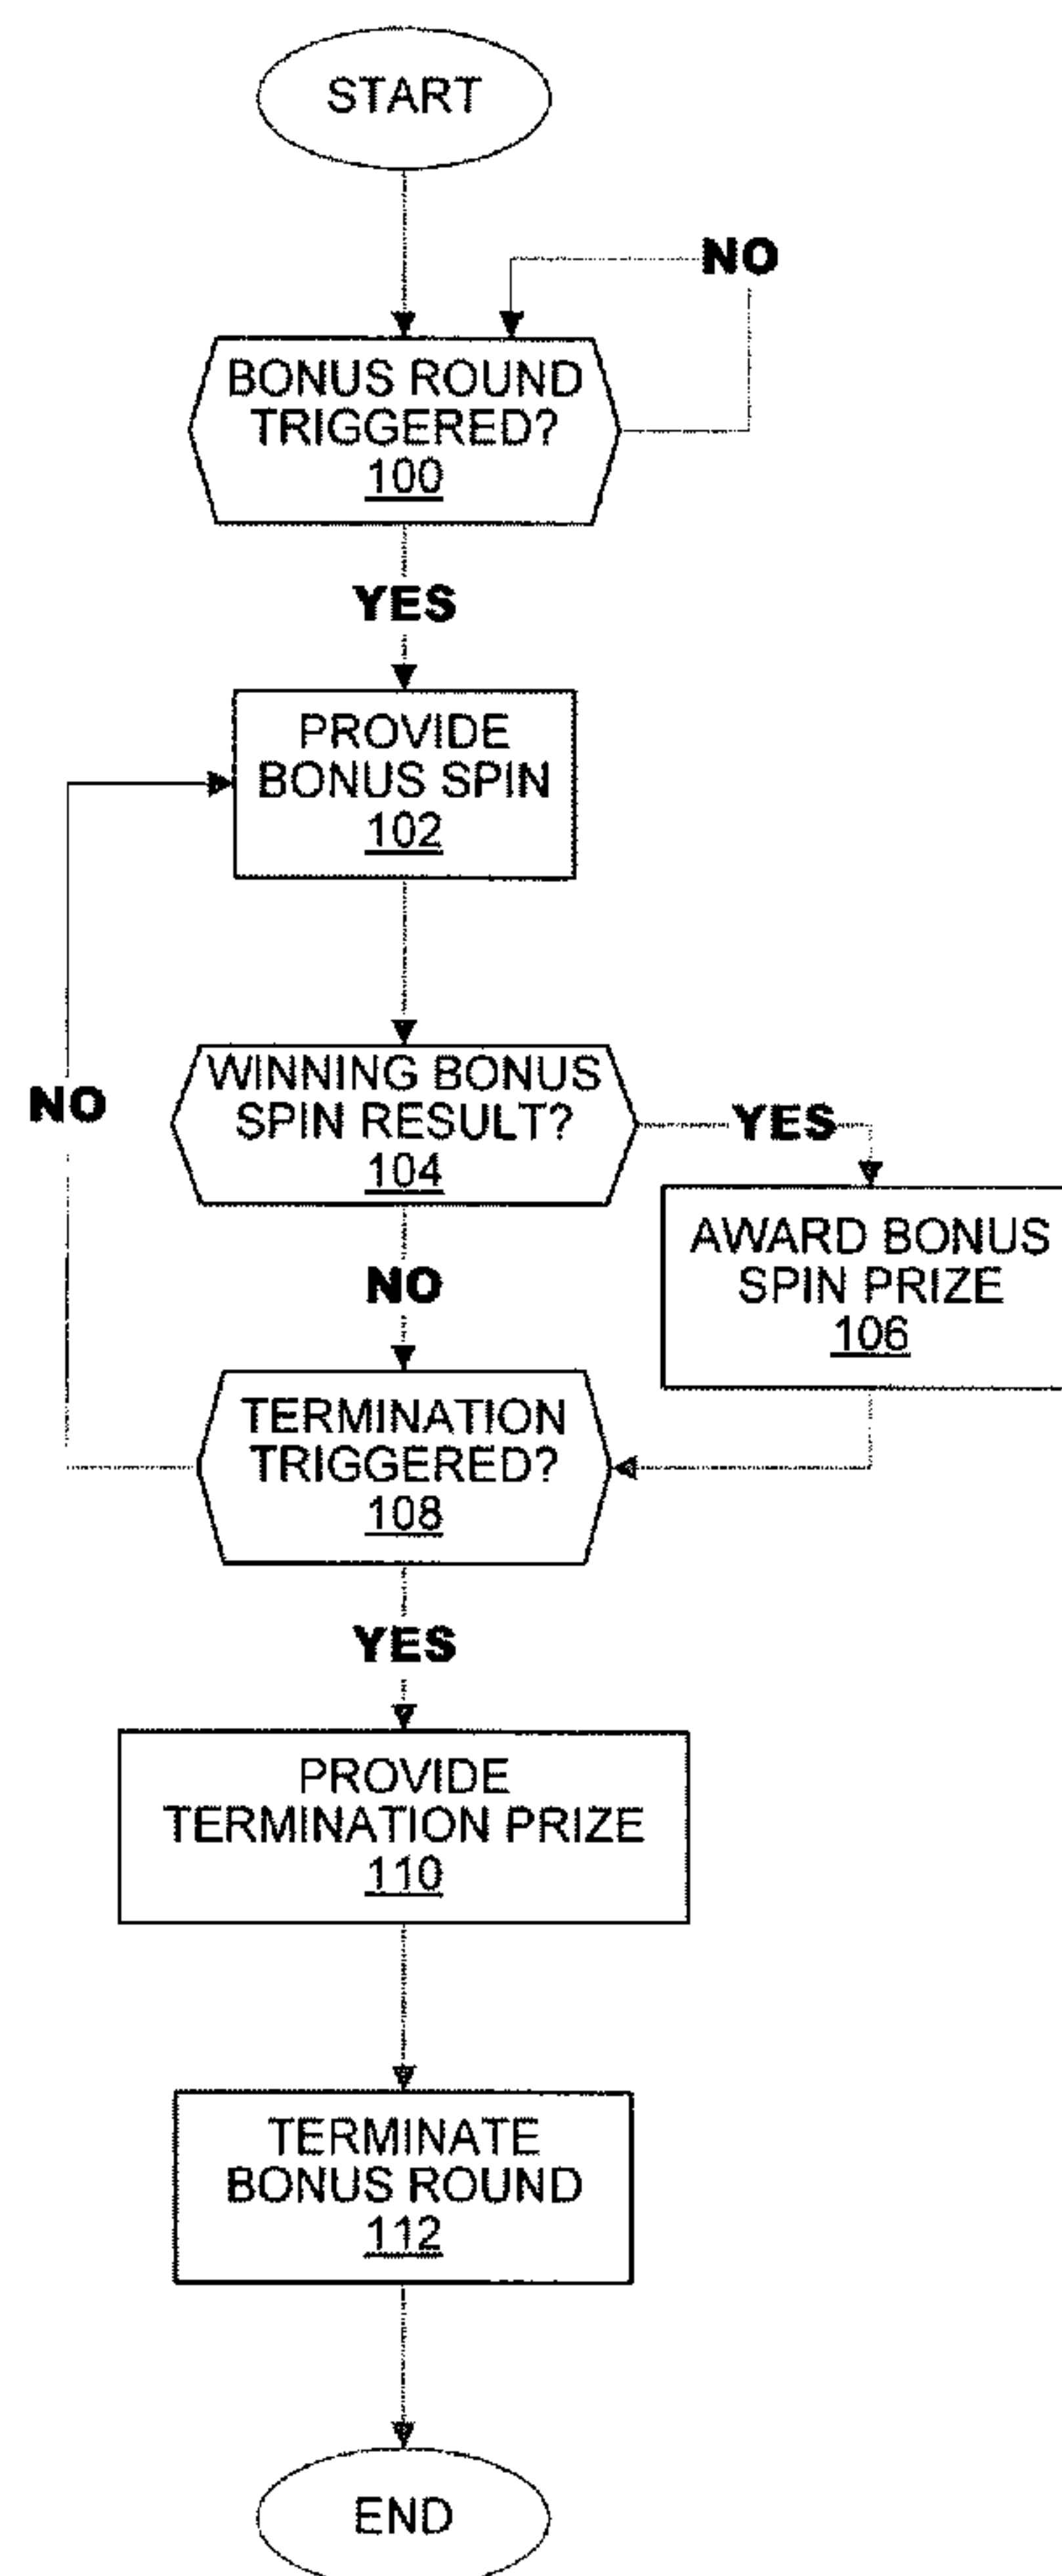 START
NO
BONUS ROUND
TRIGGERED?
100
YES
PROVIDE
BONUS SPIN
102
NO
WINNING BONUS
SPIN RESULT?
104
YES
AWARD BONUS
SPIN PRIZE
106
NO
TERMINATION
TRIGGERED?
108
YES
PROVIDE
TERMINATION PRIZE
110
TERMINATE
BONUS ROUND
112
END